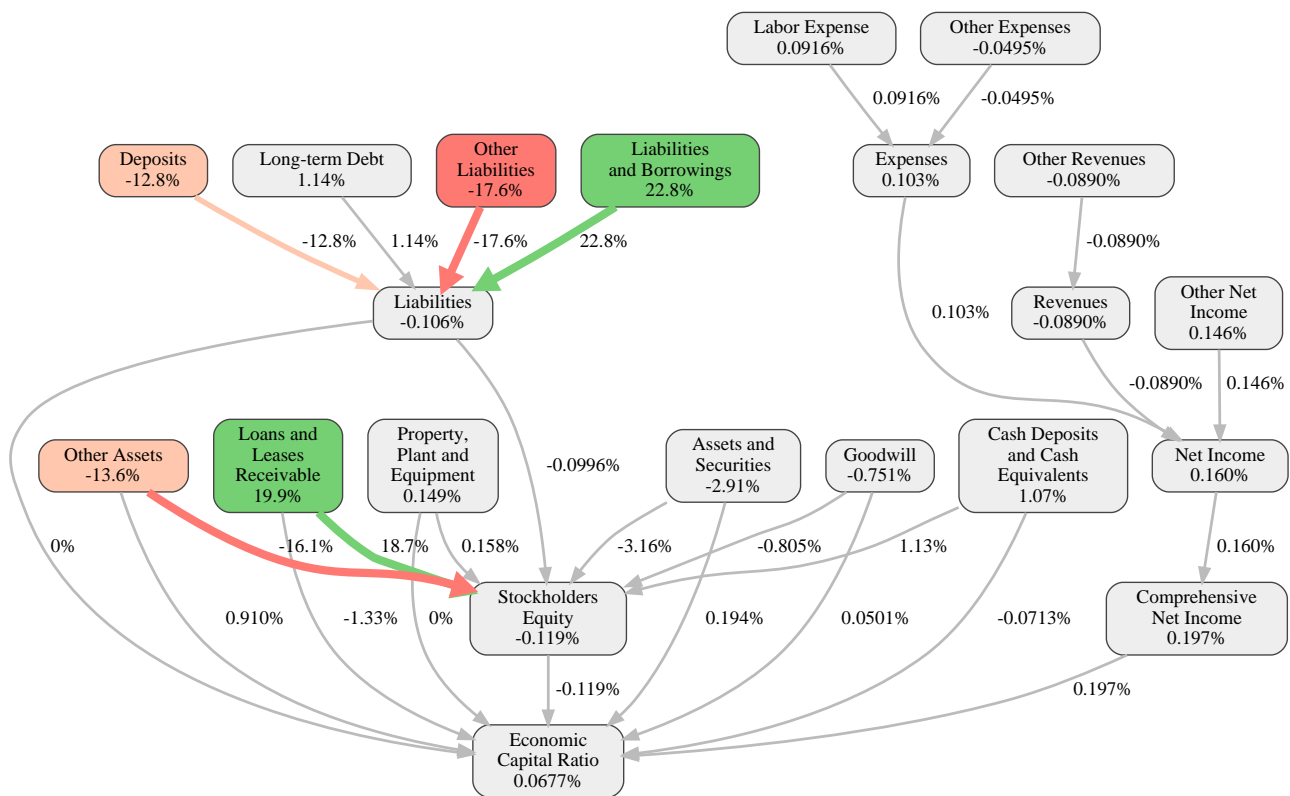 Labor Expense
0.0916%
Other Expenses
-0.0495%
0.0916%
-0.0495%
Deposits
-12.8%
Long-term Debt
1.14%
Other
Liabilities
-17.6%
Liabilities
and Borrowings
22.8%
Expenses
0.103%
Other Revenues
-0.0890%
-12.8%
1.14%
-17.6%
22.8%
-0.0890%
Liabilities
-0.106%
0.103%
Revenues
-0.0890%
Other Net
Income
0.146%
-0.0890%
0.146%
Other Assets
-13.6%
Loans and
Leases
Receivable
19.9%
Property,
Plant and
Equipment
0.149%
-0.0996%
Assets and
Securities
-2.91%
Goodwill
-0.751%
Cash Deposits
and Cash
Equivalents
1.07%
Net Income
0.160%
0%
-16.1%
18.7%
0.158%
-3.16%
-0.805%
1.13%
0.160%
0.910%
-1.33%
0%
Stockholders
Equity
-0.119%
0.194%
0.0501%
-0.0713%
Comprehensive
Net Income
0.197%
-0.119%
0.197%
Economic
Capital Ratio
0.0677%